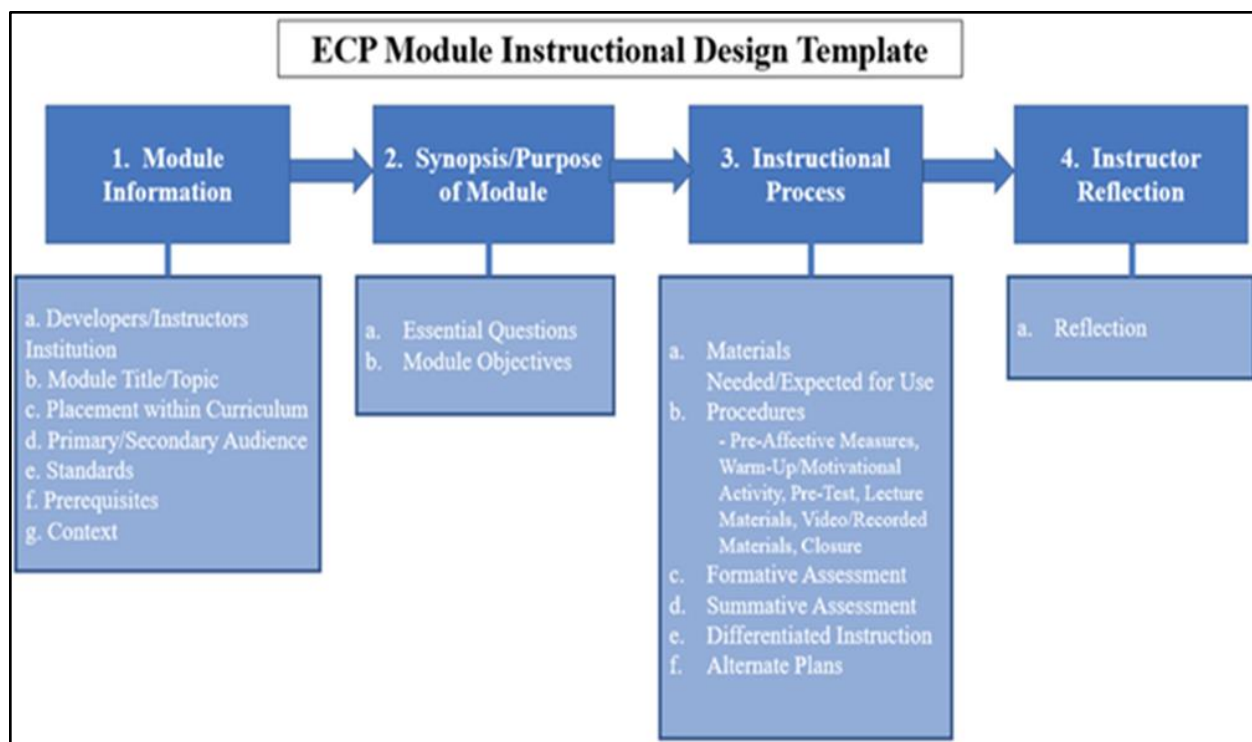 ECP Module Instructional Design Template
1. Module
Information
2. Synopsis/Purpose
of Module
3. Instructional
Process
4. Instructor
Reflection
a. Developers/Instructors
Institution
b. Module Title/Topic
c. Placement within Curriculum
d. Primary/Secondary Audience
e. Standards
f. Prerequisites
g. Context
a. Essential Questions
b. Module Objectives
a. Materials
Needed/Expected for Use
b. Procedures
- Pre-Affective Measures,
Warm-Up/Motivational
Activity, Pre-Test, Lecture
Materials, Video/Recorded
Materials, Closure
c. Formative Assessment
d. Summative Assessment
e. Differentiated Instruction
f. Alternate Plans
a. Reflection